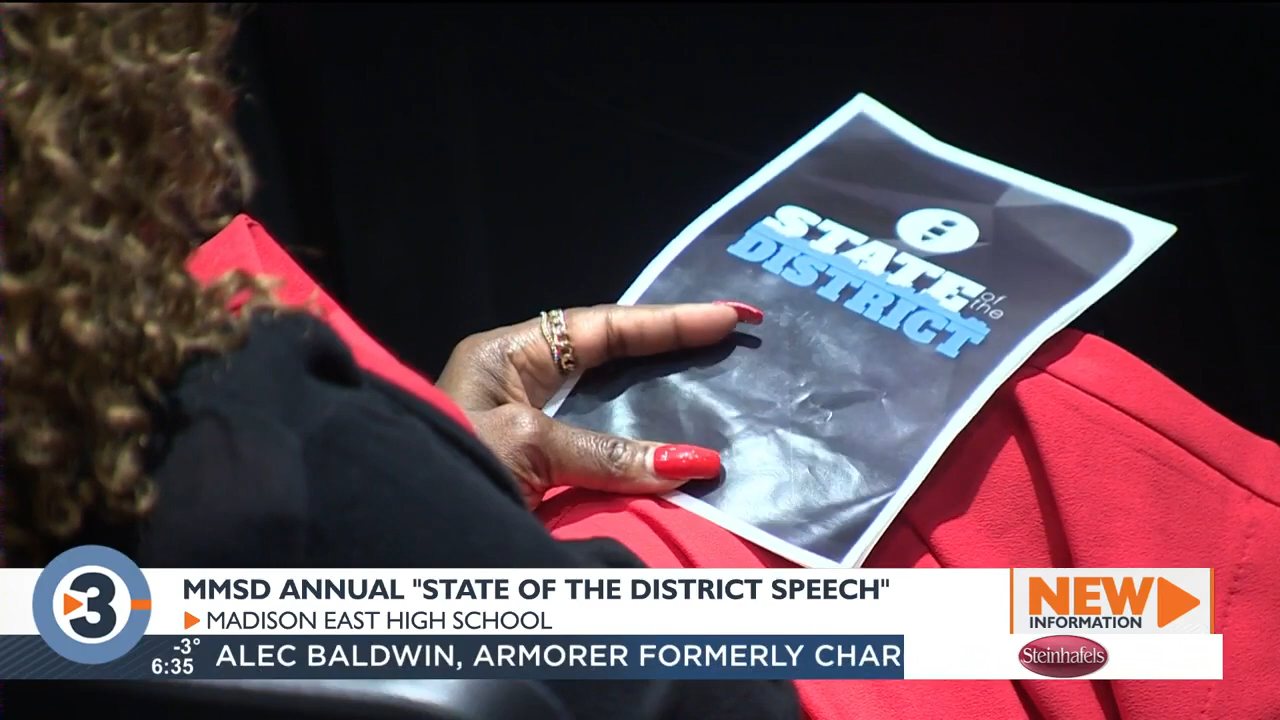 STATE
of
the
DISTRICT
3
MMSD ANNUAL "STATE OF THE DISTRICT SPEECH"
MADISON EAST HIGH SCHOOL
NEW
INFORMATION
-3°
6:35
ALEC BALDWIN, ARMORER FORMERLY CHAR
Steinhafels